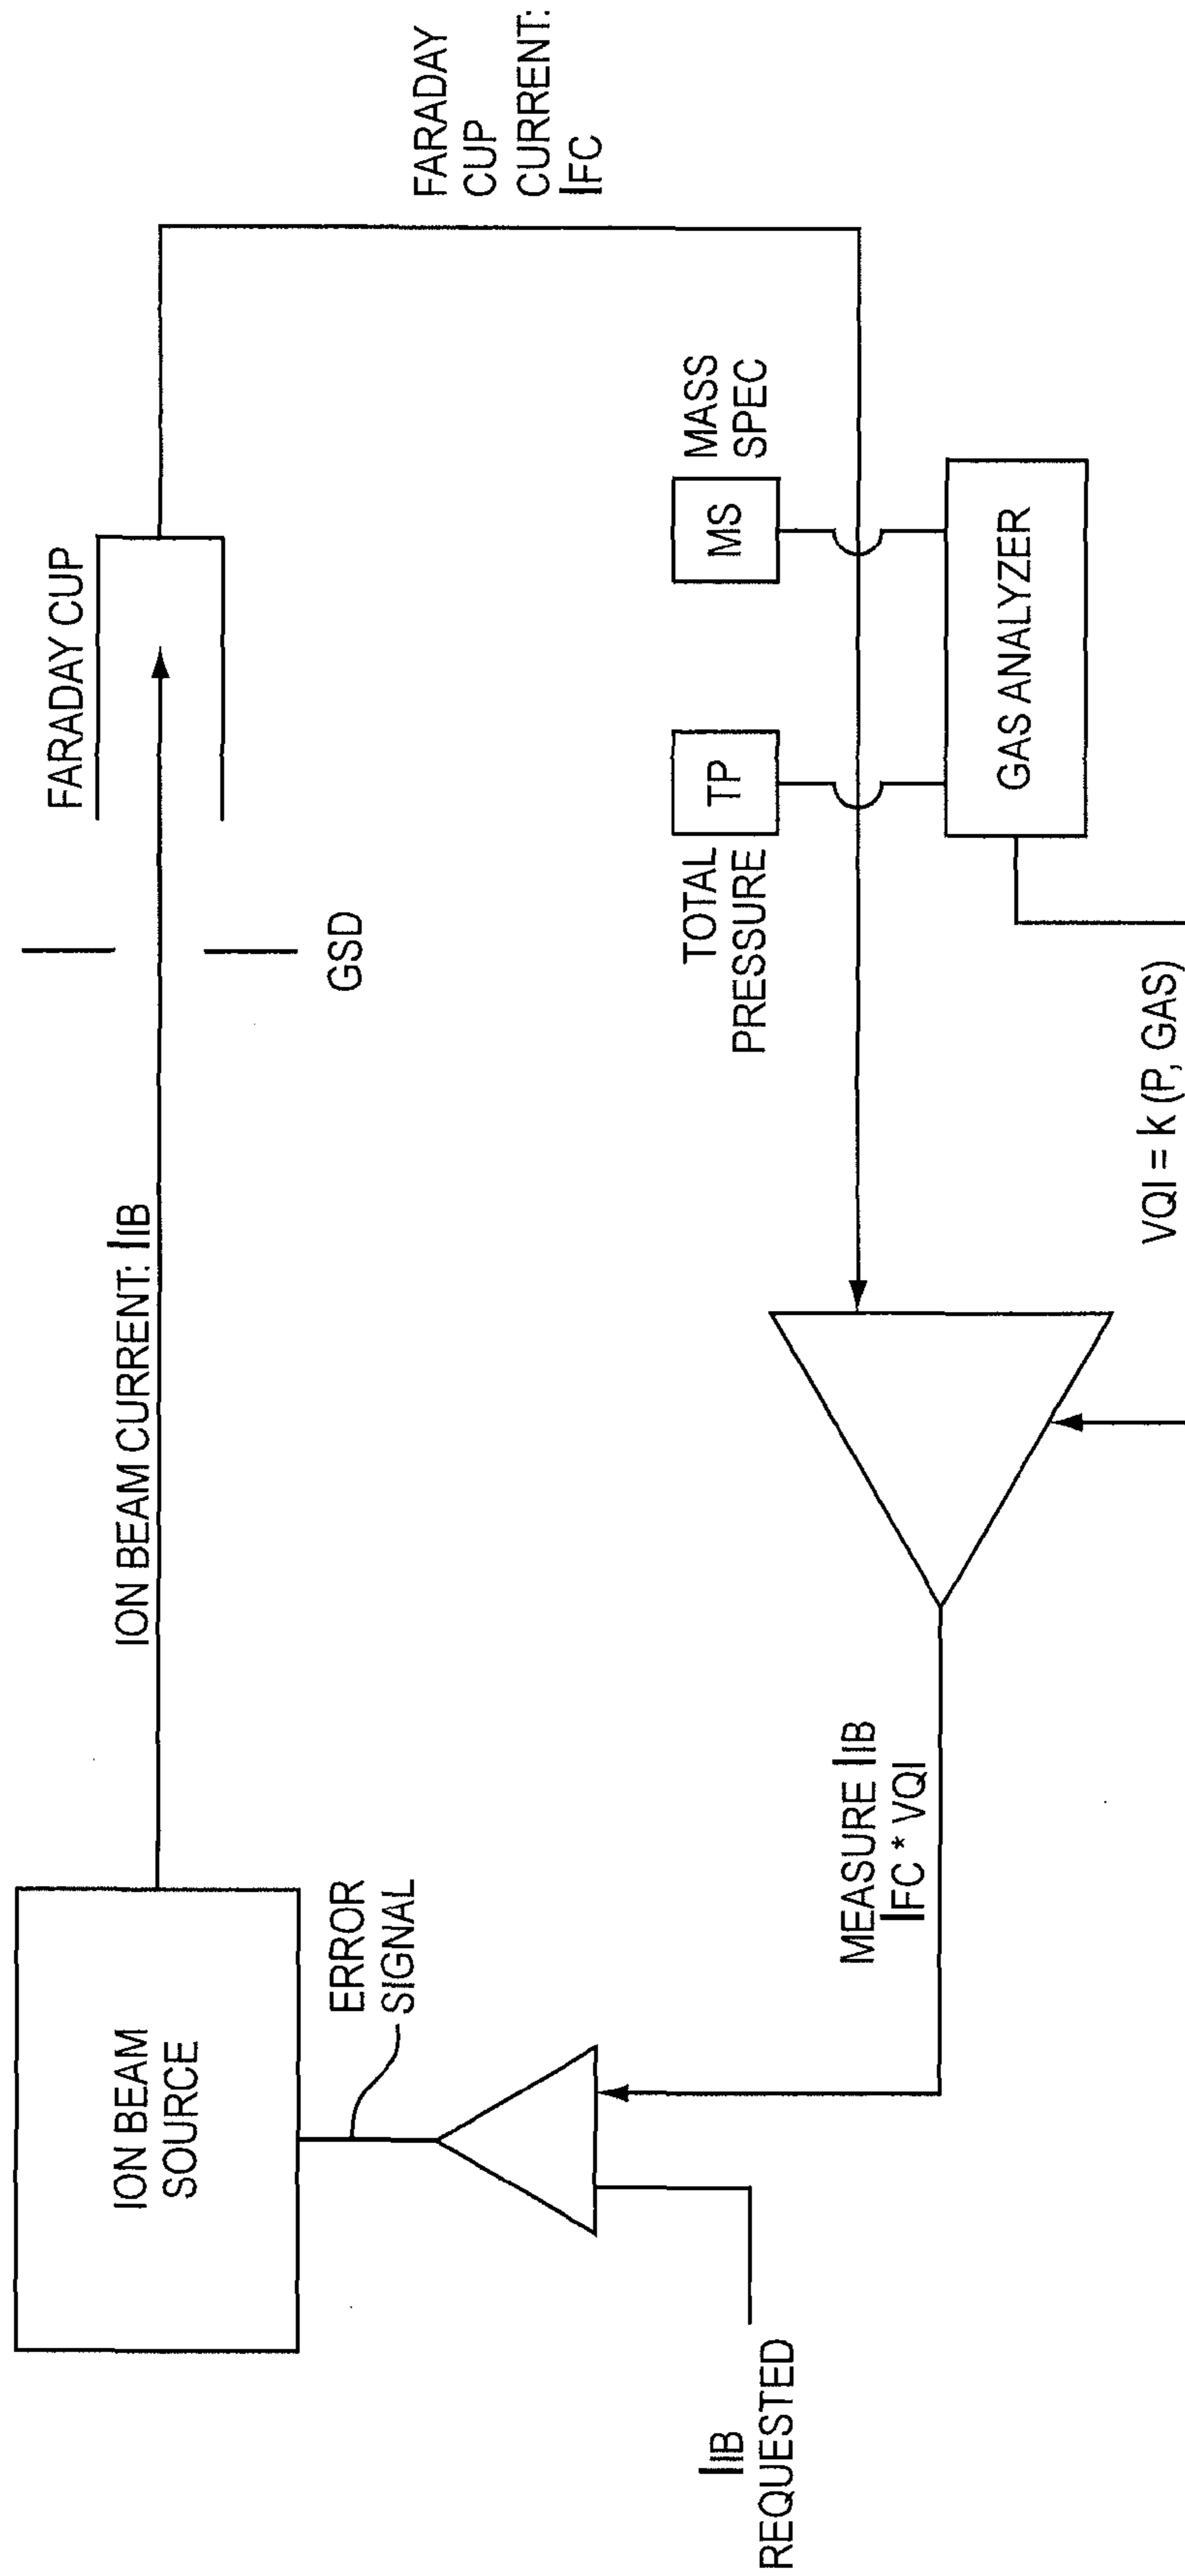 ION BEAM
SOURCE
ION BEAM CURRENT: IIB
FARADAY CUP
GSD
FARADAY
CUP
CURRENT:
IFC
ERROR
SIGNAL
IIB
REQUESTED
MEASURE IIB
IFC * VQI
TOTAL
PRESSURE
TP
MS
MASS
SPEC
GAS ANALYZER
VQI = k (P, GAS)